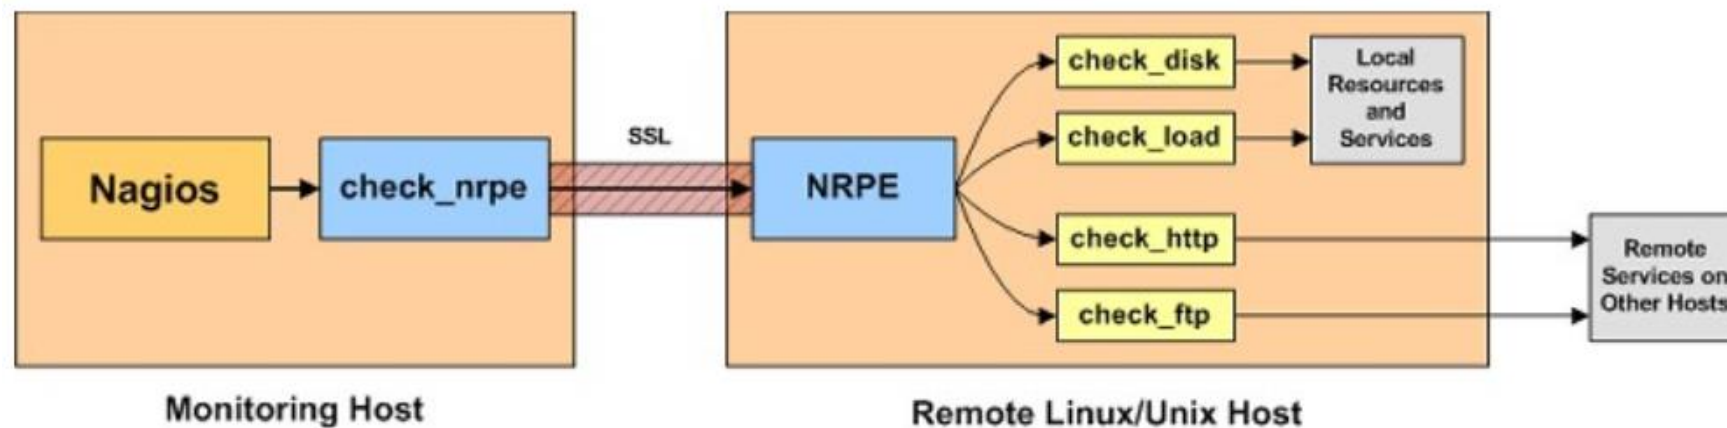 Nagios
check_nrpe
SSL
NRPE
check_disk
check_load
check_http
check_ftp
Local
Resources
and
Services
Remote
Services on
Other Hosts
Monitoring Host
Remote Linux/Unix Host